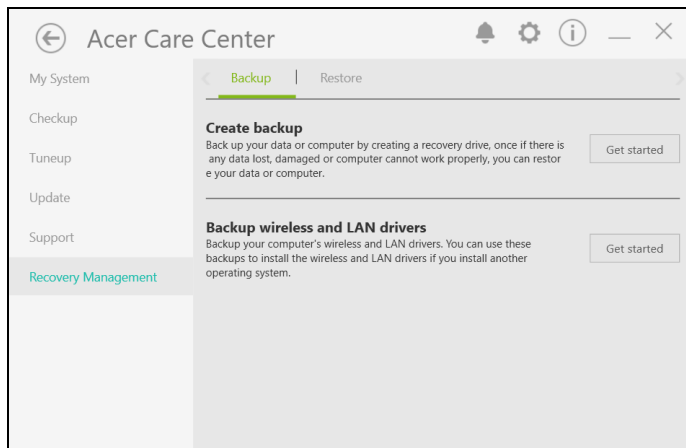 Acer Care Center
My System
Checkup
Tuneup
Update
Support
Recovery Management
Backup
Restore
Create backup
Back up your data or computer by creating a recovery drive, once if there is
any data lost, damaged or computer cannot work properly, you can restor
e your data or computer.
Get started
Backup wireless and LAN drivers
Backup your computer's wireless and LAN drivers. You can use these
backups to install the wireless and LAN drivers if you install another
operating system.
Get started